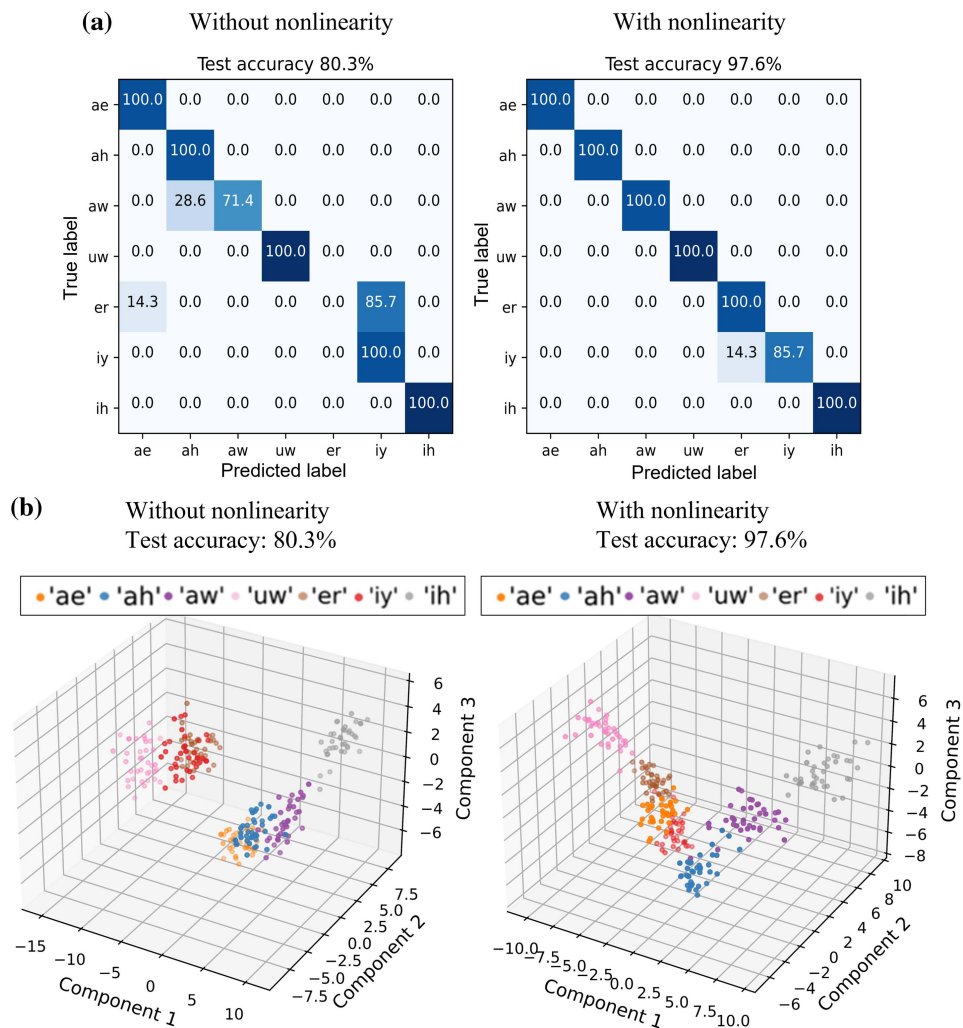 (a) Without nonlinearity With nonlinearity
Test accuracy 80.3% Test accuracy 97.6%
True label
ae 100.0 0.0 0.0 0.0 0.0 0.0 0.0
ah 0.0 100.0 0.0 0.0 0.0 0.0 0.0
aw 0.0 28.6 71.4 0.0 0.0 0.0 0.0
uw 0.0 0.0 0.0 100.0 0.0 0.0 0.0
er 14.3 0.0 0.0 0.0 0.0 85.7 0.0
iy 0.0 0.0 0.0 0.0 0.0 100.0 0.0
ih 0.0 0.0 0.0 0.0 0.0 0.0 100.0
ae ah aw uw er iy ih
Predicted label
True label
ae 100.0 0.0 0.0 0.0 0.0 0.0 0.0
ah 0.0 100.0 0.0 0.0 0.0 0.0 0.0
aw 0.0 0.0 100.0 0.0 0.0 0.0 0.0
uw 0.0 0.0 0.0 100.0 0.0 0.0 0.0
er 0.0 0.0 0.0 0.0 100.0 0.0 0.0
iy 0.0 0.0 0.0 0.0 14.3 85.7 0.0
ih 0.0 0.0 0.0 0.0 0.0 0.0 100.0
ae ah aw uw er iy ih
Predicted label
(b) Without nonlinearity With nonlinearity
Test accuracy: 80.3% Test accuracy: 97.6%
'ae' 'ah' 'aw' 'uw' 'er' 'iy' 'ih'
6
4
2
0
−2
−4
−6
Component 3
7.5
5.0
2.5
0.0
−2.5
−5.0
−7.5
Component 2
−15 −10 −5 0 5 10
Component 1
'ae' 'ah' 'aw' 'uw' 'er' 'iy' 'ih'
6
4
2
0
−2
−4
−6
−8
Component 3
10
8
6
4
2
0
−2
−4
−6
Component 2
−10.0 −7.5 −5.0 −2.5 0.0 2.5 5.0 7.5 10.0
Component 1